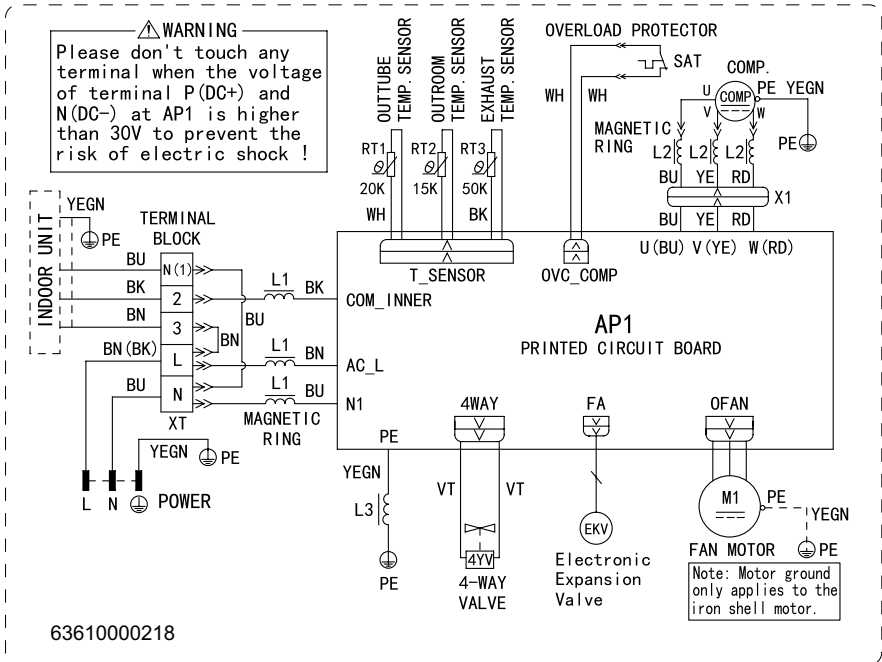 WARNING
Please don't touch any
terminal when the voltage
of terminal P(DC+) and
N(DC-) at AP1 is higher
than 30V to prevent the
risk of electric shock !
OUTTUBE
TEMP. SENSOR
OUTROOM
TEMP. SENSOR
EXHAUST
TEMP. SENSOR
RT1
RT2
RT3
θ
θ
θ
20K
15K
50K
WH
BK
T_SENSOR
OVERLOAD PROTECTOR
SAT
WH
WH
OVC_COMP
COMP.
COMP
U
V
W
PE
YEGN
PE
MAGNETIC
RING
L2
L2
L2
BU
YE
RD
X1
BU
YE
RD
U(BU)
V(YE)
W(RD)
INDOOR UNIT
YEGN
PE
TERMINAL
BLOCK
BU
N(1)
BK
2
BN
3
BN(BK)
L
BU
N
XT
BU
BN
L1
BK
COM_INNER
L1
BN
AC_L
L1
BU
N1
MAGNETIC
RING
YEGN
PE
L
N
POWER
AP1
PRINTED CIRCUIT BOARD
PE
YEGN
L3
PE
4WAY
VT
VT
4YV
4-WAY
VALVE
FA
EKV
Electronic
Expansion
Valve
OFAN
M1
PE
YEGN
PE
FAN MOTOR
Note: Motor ground
only applies to the
iron shell motor.
63610000218